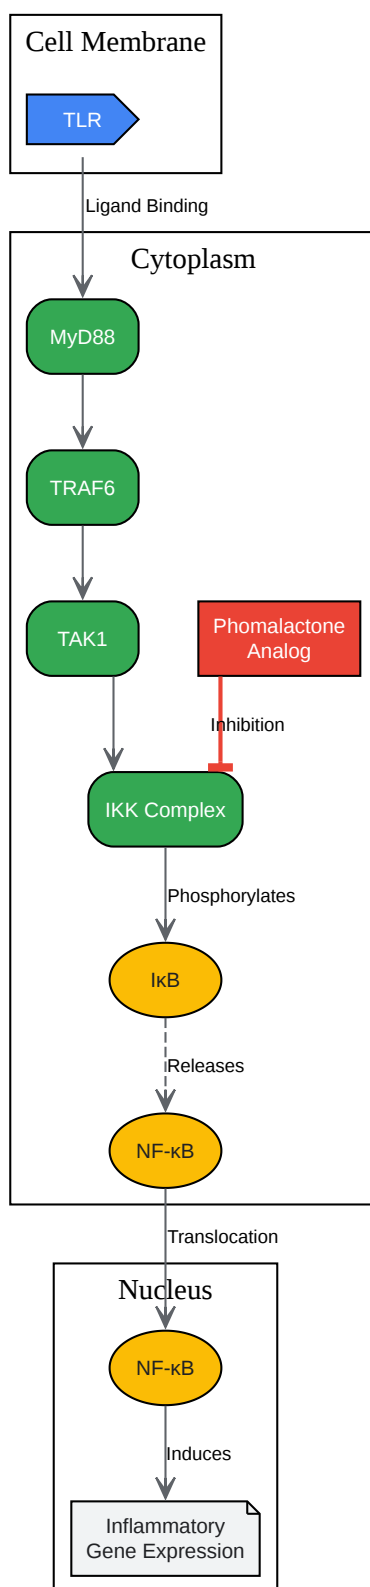 Cell Membrane
TLR
Ligand Binding
Cytoplasm
MyD88
TRAF6
TAK1
Phomalactone
Analog
Inhibition
IKK Complex
Phosphorylates
IκB
Releases
NF-κB
Translocation
Nucleus
NF-κB
Induces
Inflammatory
Gene Expression